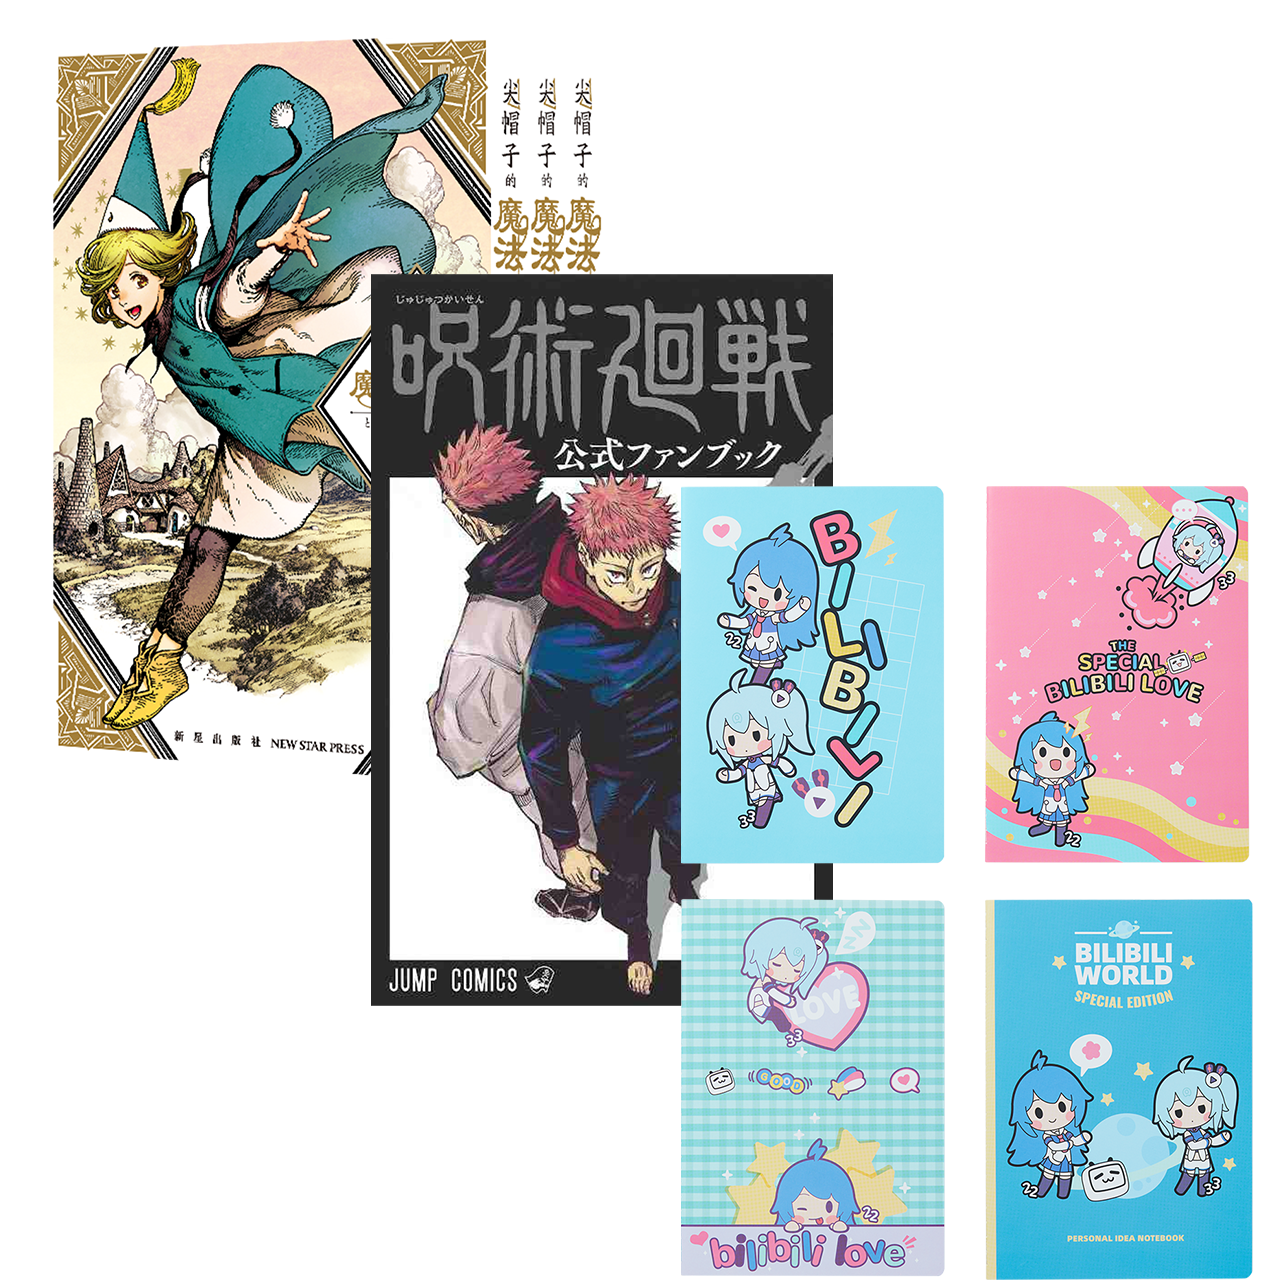 尖帽子的魔法
尖帽子的魔法
尖帽子的魔法
魔
と
新星出版社 NEW STAR PRESS
じゅじゅつかいせん
呪術廻戦
公式ファンブック
JUMP COMICS
BILIBILI
22
33
33
THE
SPECIAL
BILIBILI LOVE
22
ZZ
LOVE
33
GOOD
22
bilibili love
BILIBILI
WORLD
SPECIAL EDITION
22
33
PERSONAL IDEA NOTEBOOK